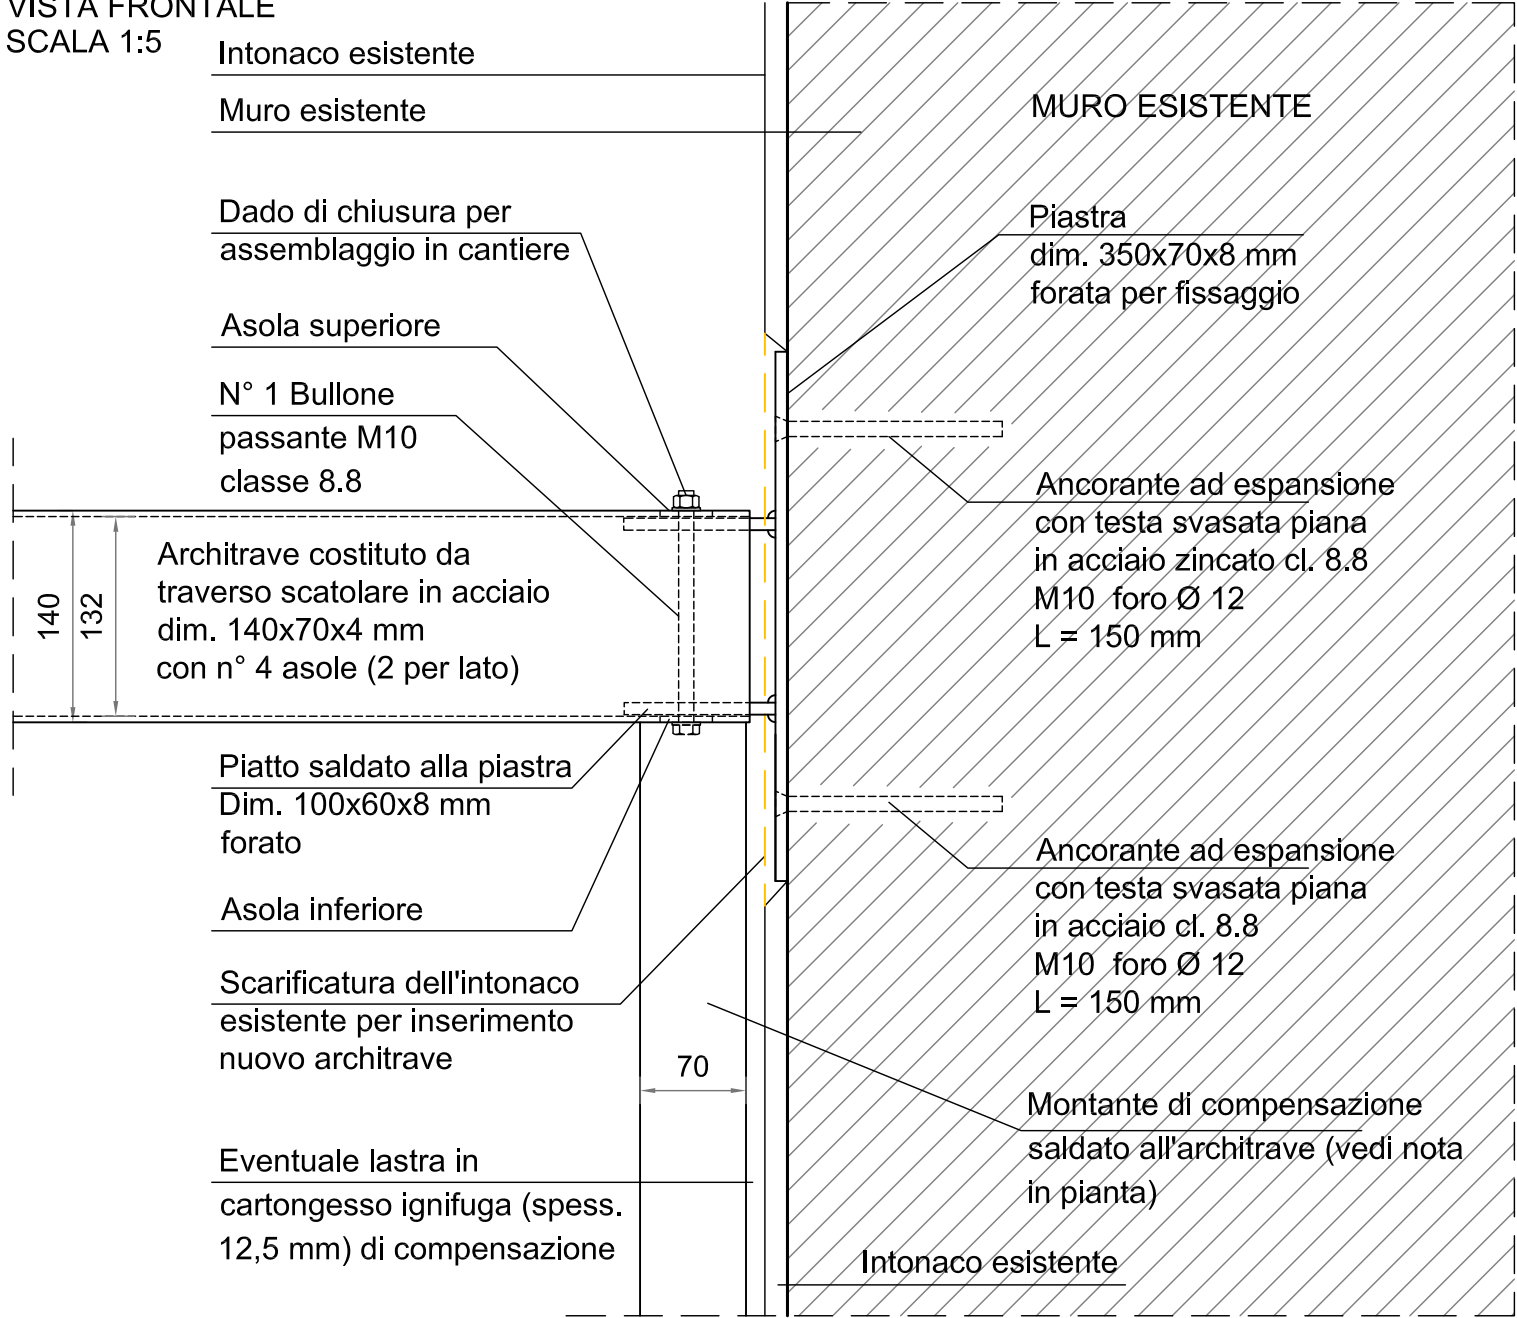 VISTA FRONTALE
SCALA 1:5
Intonaco esistente
Muro esistente
MURO ESISTENTE
Dado di chiusura per
assemblaggio in cantiere
Piastra
dim. 350x70x8 mm
forata per fissaggio
Asola superiore
N° 1 Bullone
passante M10
classe 8.8
Ancorante ad espansione
con testa svasata piana
in acciaio zincato cl. 8.8
M10 foro Ø 12
L = 150 mm
140
132
Architrave costituto da
traverso scatolare in acciaio
dim. 140x70x4 mm
con n° 4 asole (2 per lato)
Piatto saldato alla piastra
Dim. 100x60x8 mm
forato
Asola inferiore
Ancorante ad espansione
con testa svasata piana
in acciaio cl. 8.8
M10 foro Ø 12
L = 150 mm
Scarificatura dell'intonaco
esistente per inserimento
nuovo architrave
70
Montante di compensazione
saldato all'architrave (vedi nota
in pianta)
Eventuale lastra in
cartongesso ignifuga (spess.
12,5 mm) di compensazione
Intonaco esistente